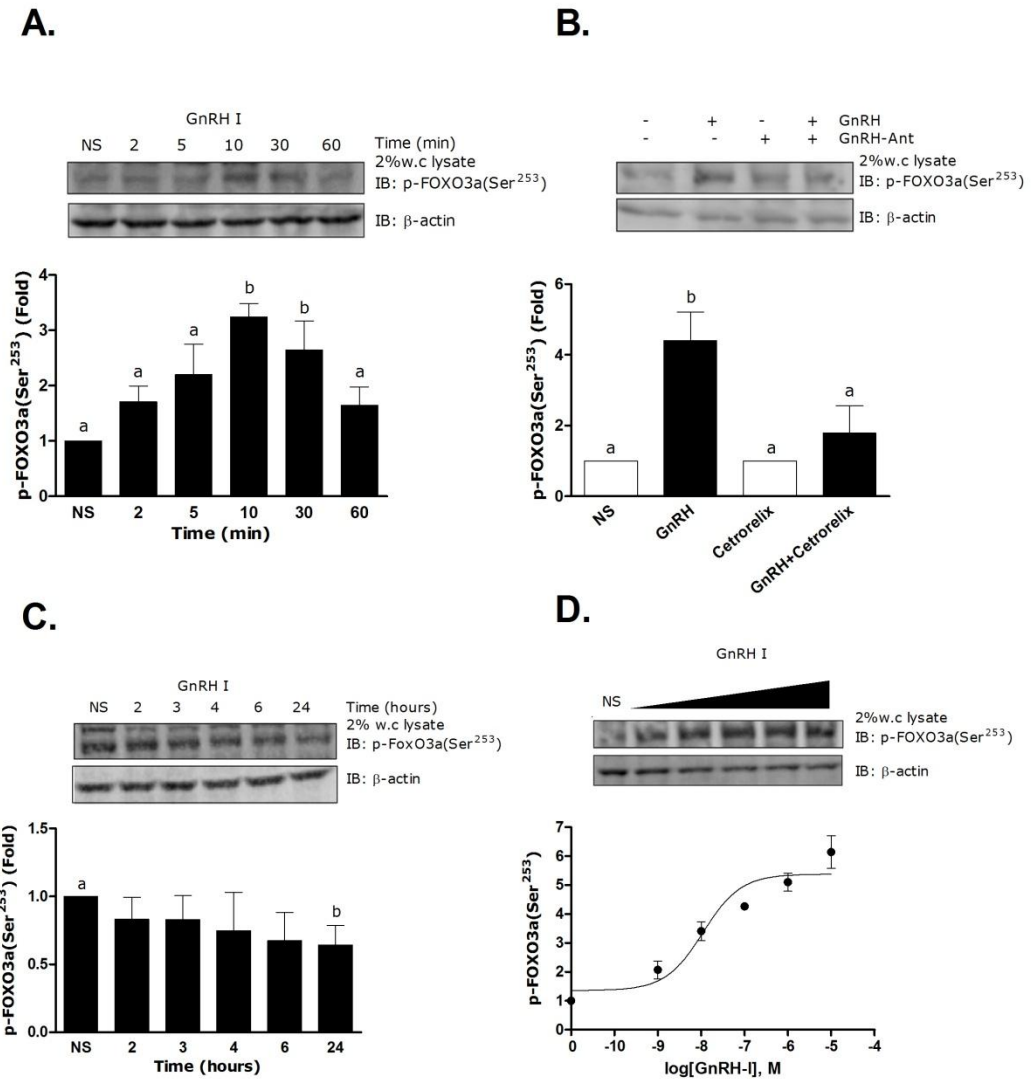 A.
GnRH I
NS 2 5 10 30 60 Time (min)
2%w.c lysate
IB: p-FOXO3a(Ser253)
IB: β-actin
p-FOXO3a(Ser253) (Fold)
4
3
2
1
0
a a a b b a
NS 2 5 10 30 60
Time (min)
B.
- + - + GnRH
- - + + GnRH-Ant
2%w.c lysate
IB: p-FOXO3a(Ser253)
IB: β-actin
p-FOXO3a(Ser253) (Fold)
6
4
2
0
a b a a
NS GnRH Cetrorelix GnRH+Cetrorelix
C.
GnRH I
NS 2 3 4 6 24 Time (hours)
2% w.c lysate
IB: p-FoxO3a(Ser253)
IB: β-actin
p-FOXO3a(Ser253) (Fold)
1.5
1.0
0.5
0.0
a b
NS 2 3 4 6 24
Time (hours)
D.
GnRH I
NS
2%w.c lysate
IB: p-FOXO3a(Ser253)
IB: β-actin
p-FOXO3a(Ser253)
7
6
5
4
3
2
1
0
0 -10 -9 -8 -7 -6 -5 -4
log[GnRH-I], M